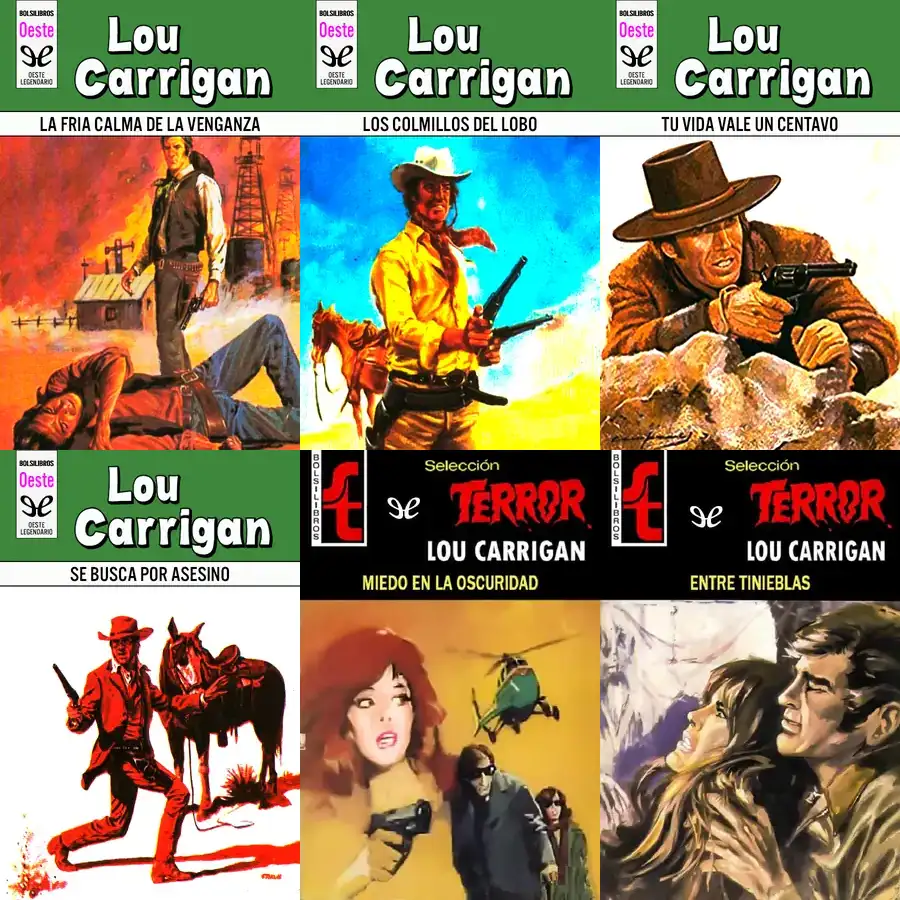 BOLSILIBROS
Oeste
OESTE
LEGENDARIO
Lou
Carrigan
LA FRIA CALMA DE LA VENGANZA
BOLSILIBROS
Oeste
OESTE
LEGENDARIO
Lou
Carrigan
LOS COLMILLOS DEL LOBO
BOLSILIBROS
Oeste
OESTE
LEGENDARIO
Lou
Carrigan
TU VIDA VALE UN CENTAVO
BOLSILIBROS
Oeste
OESTE
LEGENDARIO
Lou
Carrigan
SE BUSCA POR ASESINO
BOLSILIBROS
st
Selección
TERROR
LOU CARRIGAN
MIEDO EN LA OSCURIDAD
BOLSILIBROS
st
Selección
TERROR
LOU CARRIGAN
ENTRE TINIEBLAS